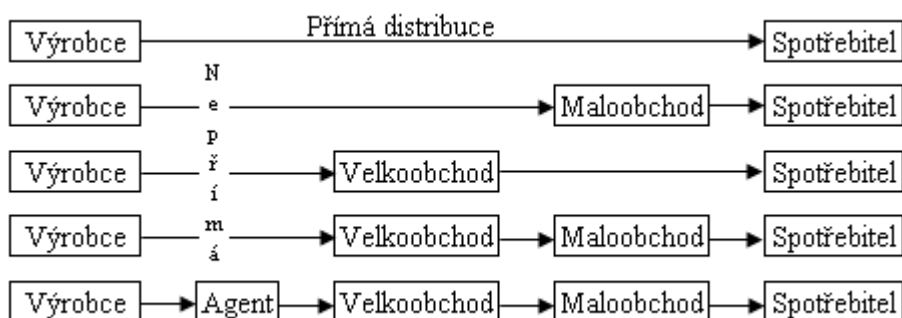 Přímá distribuce
Výrobce Spotřebitel
Nepřímá
Výrobce Maloobchod Spotřebitel
Výrobce Velkoobchod Spotřebitel
Výrobce Velkoobchod Maloobchod Spotřebitel
Výrobce Agent Velkoobchod Maloobchod Spotřebitel